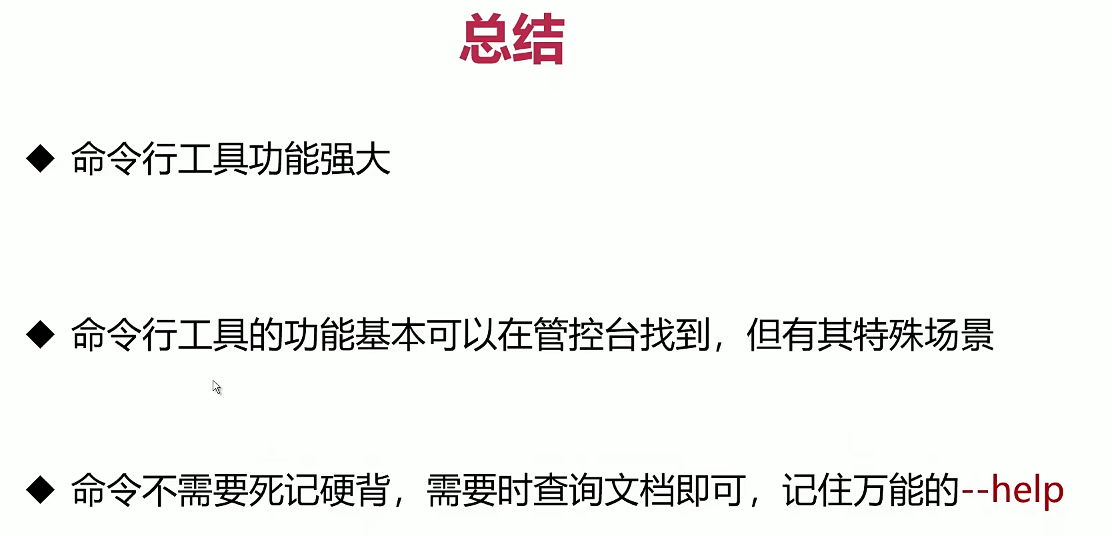 总结
◆ 命令行工具功能强大
◆ 命令行工具的功能基本可以在管控台找到，但有其特殊场景
◆ 命令不需要死记硬背，需要时查询文档即可，记住万能的--help